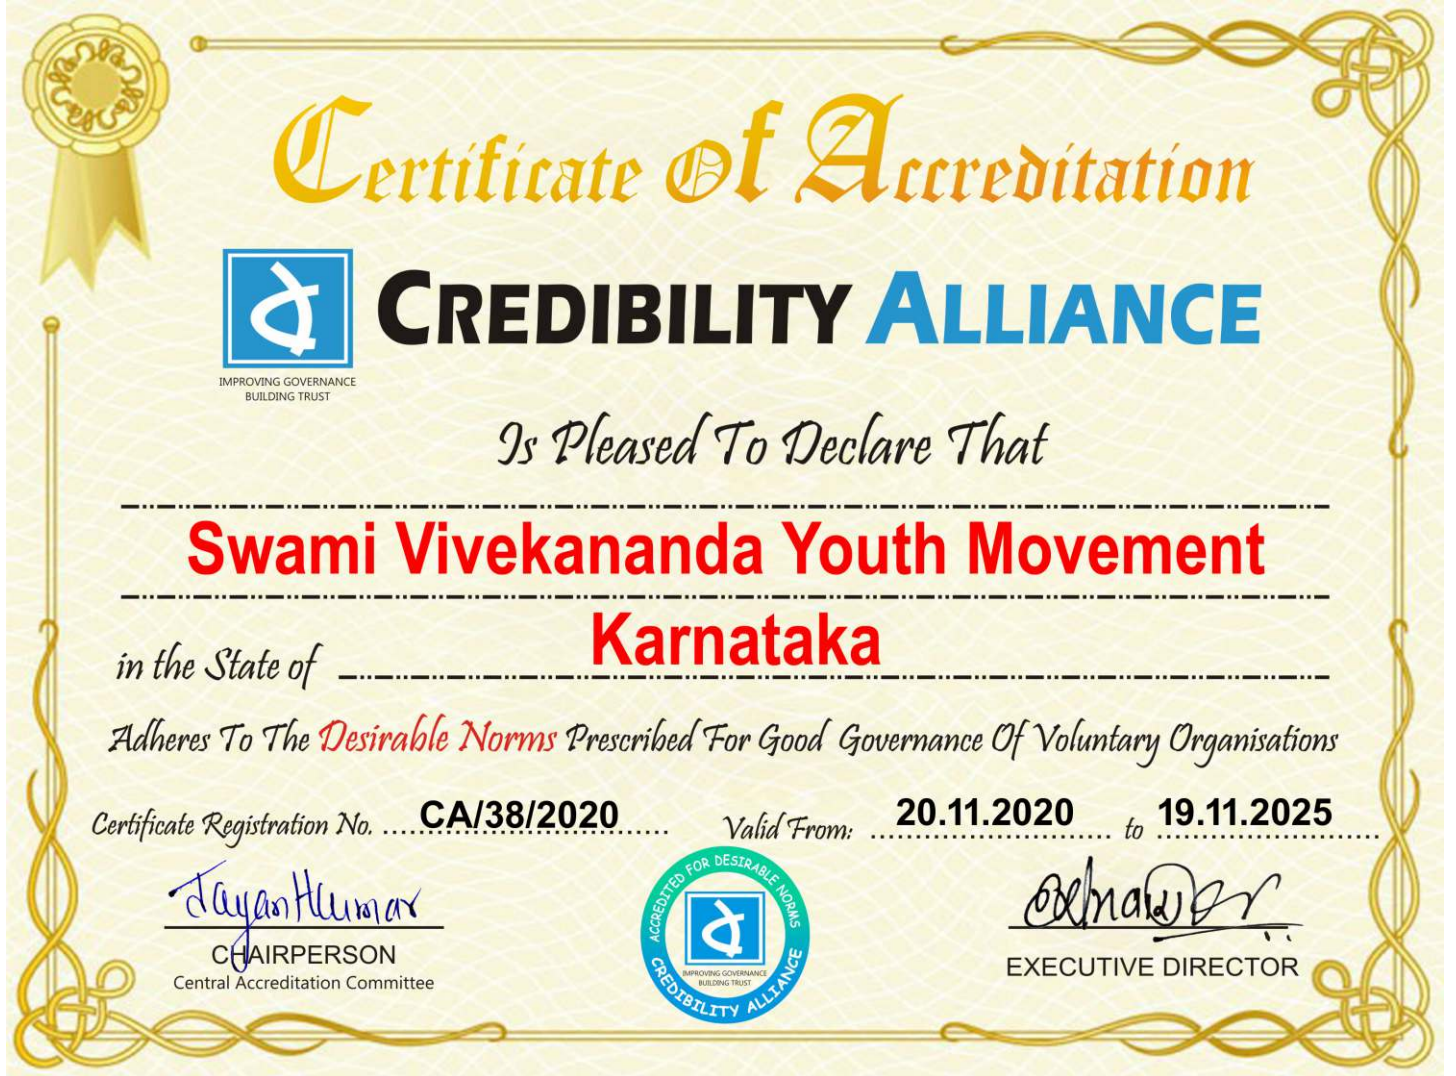 Certificate Of Accreditation
CREDIBILITY ALLIANCE
IMPROVING GOVERNANCE
BUILDING TRUST
Is Pleased To Declare That
Swami Vivekananda Youth Movement
in the State of Karnataka
Adheres To The Desirable Norms Prescribed For Good Governance Of Voluntary Organisations
Certificate Registration No. CA/38/2020 Valid From: 20.11.2020 to 19.11.2025
CHAIRPERSON
Central Accreditation Committee
ACCREDITED FOR DESIRABLE NORMS
IMPROVING GOVERNANCE
BUILDING TRUST
CREDIBILITY ALLIANCE
EXECUTIVE DIRECTOR